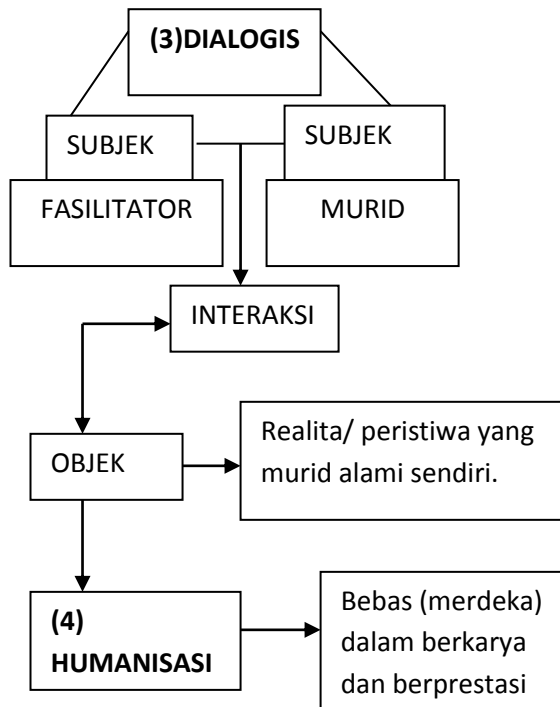 (3)DIALOGIS
SUBJEK
SUBJEK
FASILITATOR
MURID
INTERAKSI
OBJEK
Realita/ peristiwa yang
murid alami sendiri.
(4)
HUMANISASI
Bebas (merdeka)
dalam berkarya
dan berprestasi